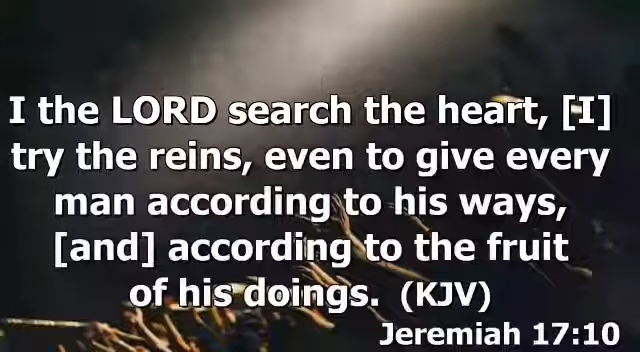 I the LORD search the heart, [I]
try the reins, even to give every
man according to his ways,
[and] according to the fruit
of his doings. (KJV)
Jeremiah 17:10